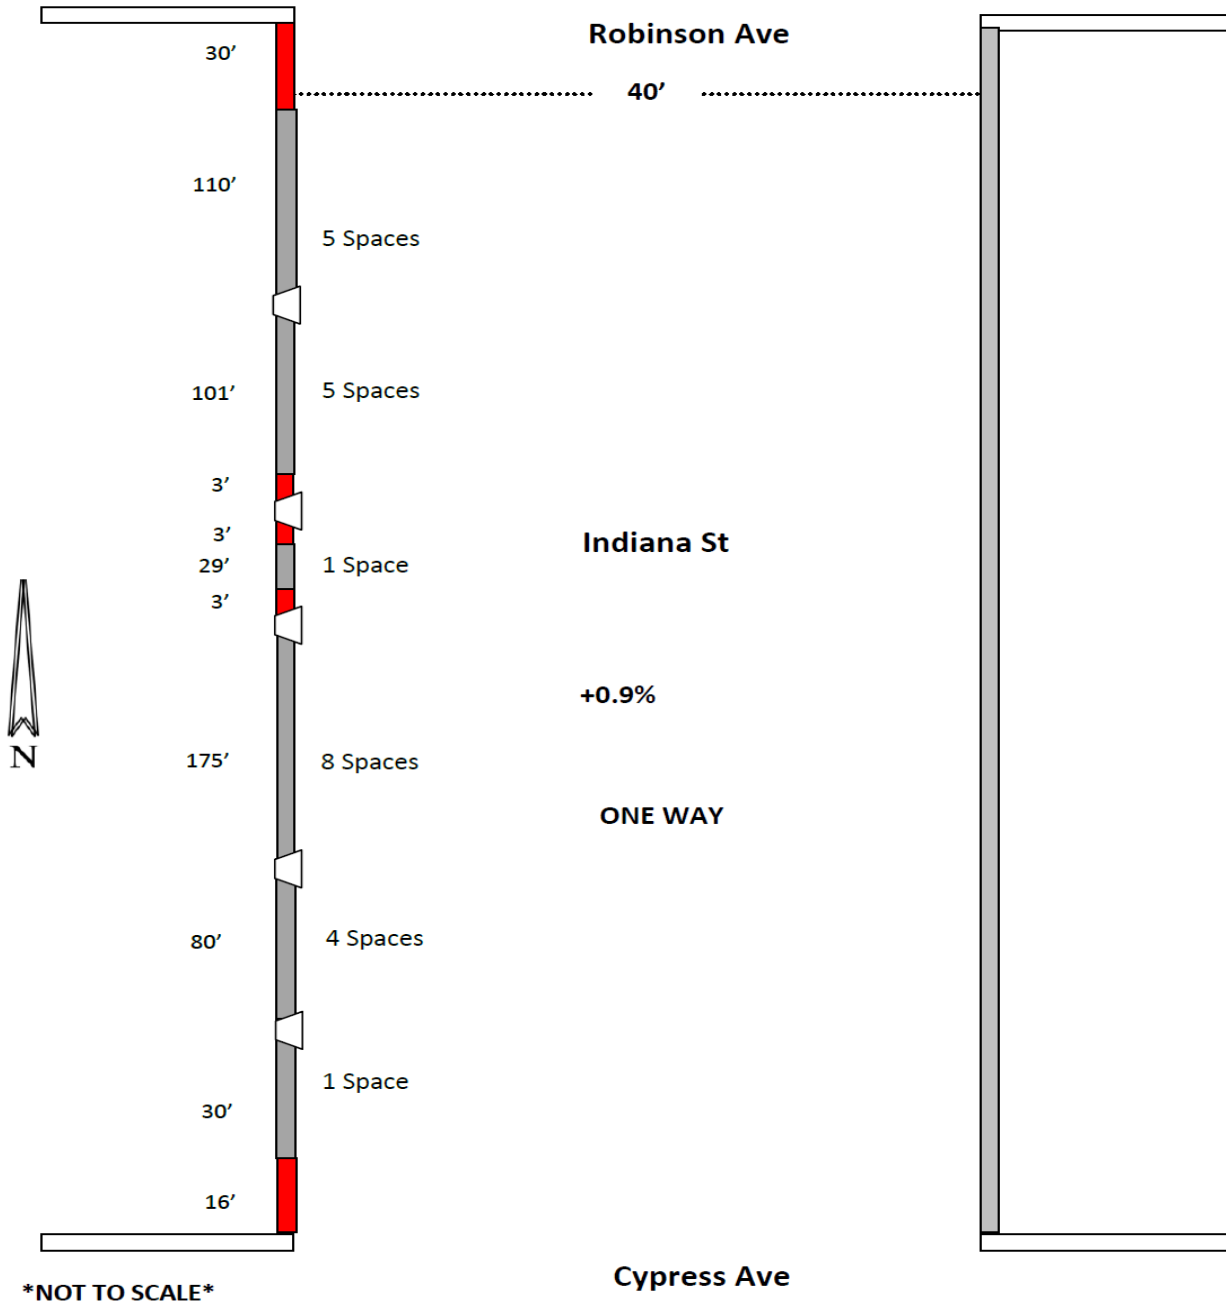 Robinson Ave
30’
40’
110’
5 Spaces
101’
5 Spaces
3’
3’
Indiana St
29’
1 Space
3’
+0.9%
N
175’
8 Spaces
ONE WAY
80’
4 Spaces
1 Space
30’
16’
Cypress Ave
*NOT TO SCALE*